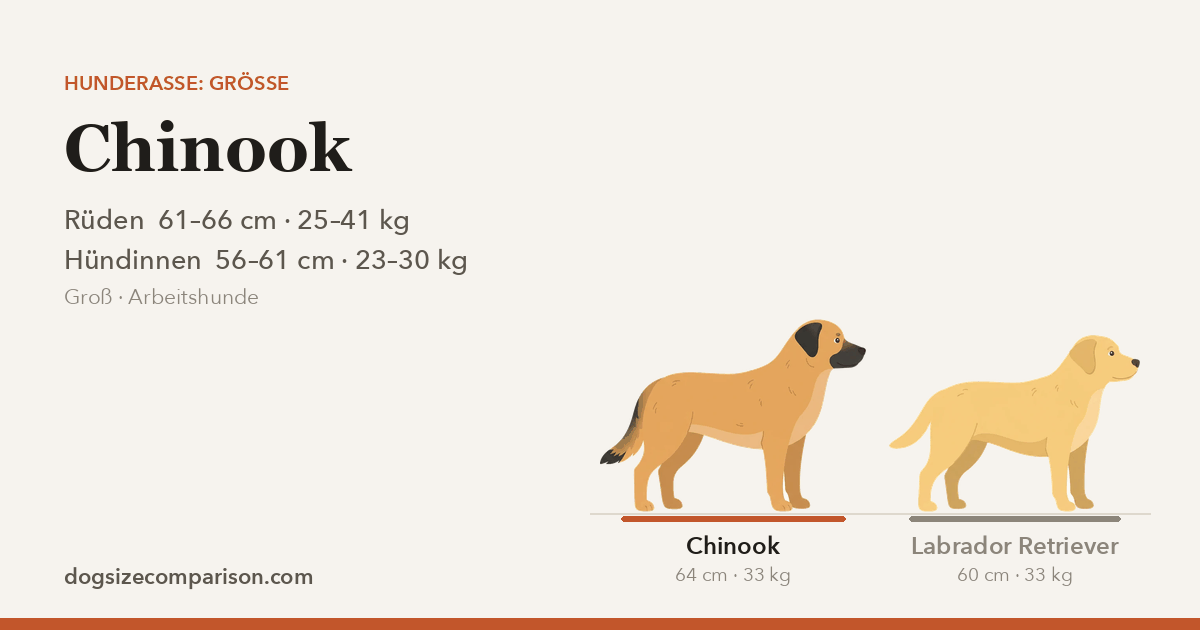 HUNDERASSE: GRÖSSE
Chinook
Rüden 61–66 cm · 25–41 kg
Hündinnen 56–61 cm · 23–30 kg
Groß · Arbeitshunde
Chinook
64 cm · 33 kg
Labrador Retriever
60 cm · 33 kg
dogsizecomparison.com